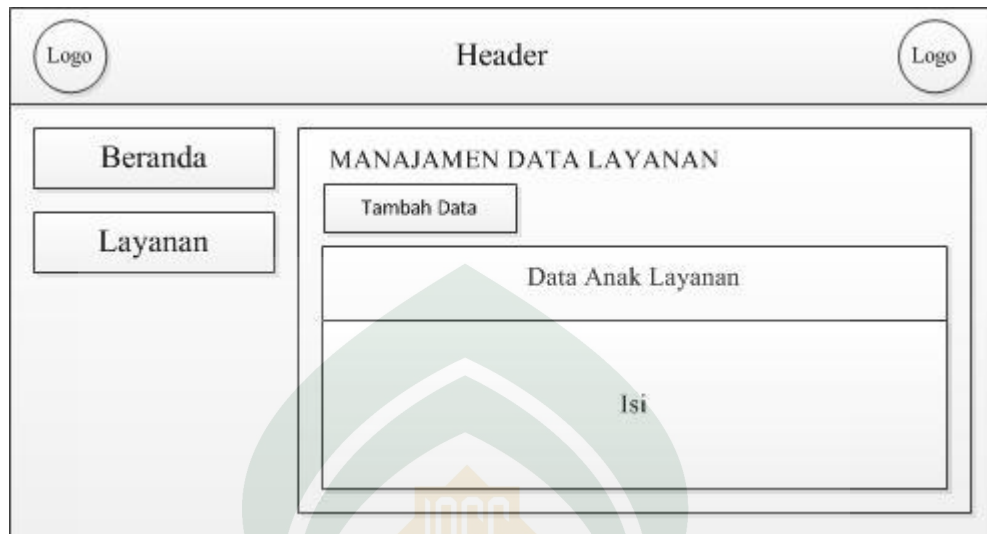 Logo
Header
Logo
Beranda
Layanan
MANAJAMEN DATA LAYANAN
Tambah Data
Data Anak Layanan
Isi